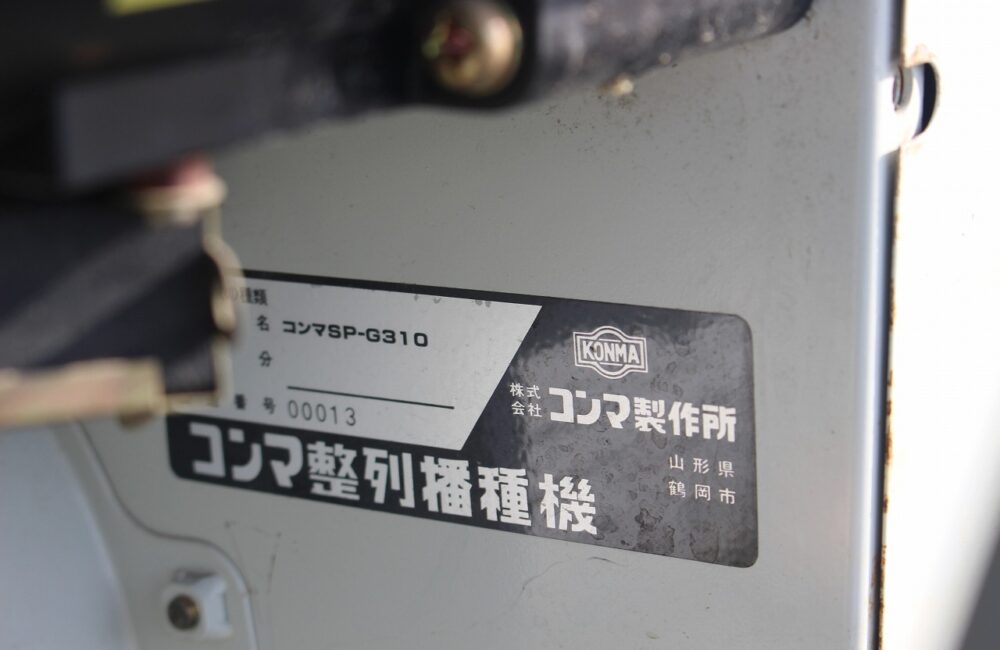 の種類
名 コンマSP-G310
分
番号 00013
コンマ整列播種機
KONMA
株式会社 コンマ製作所
山形県
鶴岡市